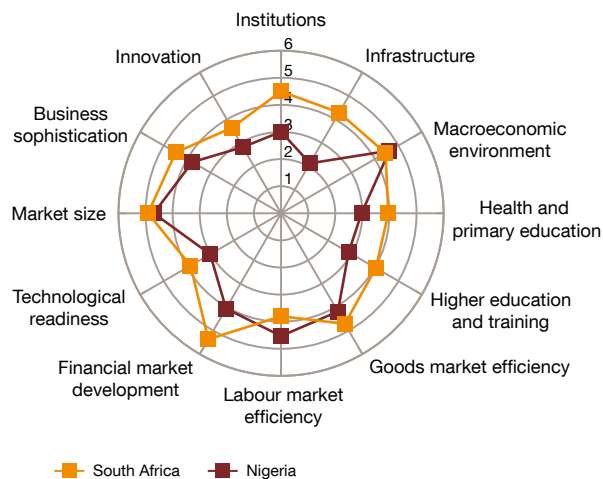 Institutions
Innovation
Infrastructure
6
5
4
3
2
1
Business
sophistication
Macroeconomic
environment
Market size
Health and
primary education
Technological
readiness
Higher education
and training
Financial market
development
Goods market efficiency
Labour market
efficiency
South Africa
Nigeria